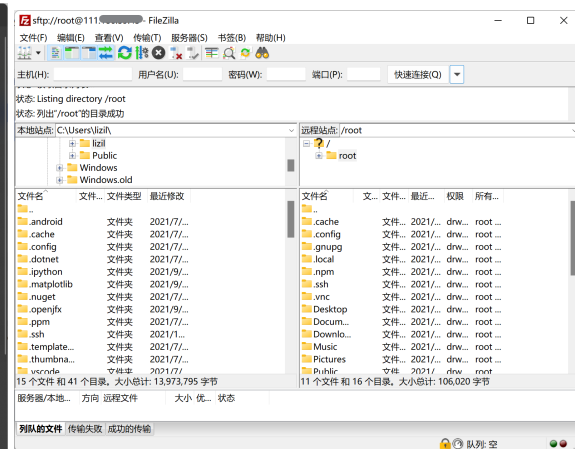 sftp://root@111 - FileZilla
文件(F) 编辑(E) 查看(V) 传输(T) 服务器(S) 书签(B) 帮助(H)
主机(H): 用户名(U): 密码(W): 端口(P): 快速连接(Q)
状态: Listing directory /root
状态: 列出"/root"的目录成功
本地站点: C:\Users\lizil\
lizil
Public
Windows
Windows.old
远程站点: /root
/
root
文件名 文件... 文件类型 最近修改
..
.android 文件夹 2021/7/...
.cache 文件夹 2021/7/...
.config 文件夹 2021/7/...
.dotnet 文件夹 2021/7/...
.ipython 文件夹 2021/9/...
.matplotlib 文件夹 2021/9/...
.nuget 文件夹 2021/7/...
.openjfx 文件夹 2021/9/...
.ppm 文件夹 2021/7/...
.ssh 文件夹 2021/1...
.template... 文件夹 2021/7/...
.thumbna... 文件夹 2021/7/...
.vscode 文件夹 2021/7/...
15 个文件 和 41 个目录。大小总计: 13,973,795 字节
文件名 文... 文件... 最近... 权限 所有...
..
.cache 文件... 2021/... drw... root ...
.config 文件... 2021/... drw... root ...
.gnupg 文件... 2021/... drw... root ...
.local 文件... 2021/... drw... root ...
.npm 文件... 2021/... drw... root ...
.ssh 文件... 2021/... drw... root ...
.vnc 文件... 2021/... drw... root ...
Desktop 文件... 2021/... drw... root ...
Docum... 文件... 2021/... drw... root ...
Downlo... 文件... 2021/... drw... root ...
Music 文件... 2021/... drw... root ...
Pictures 文件... 2021/... drw... root ...
Public 文件... 2021/... drw... root ...
11 个文件 和 16 个目录。大小总计: 106,020 字节
服务器/本地... 方向 远程文件 大小 优... 状态
列队的文件 传输失败 成功的传输
队列: 空